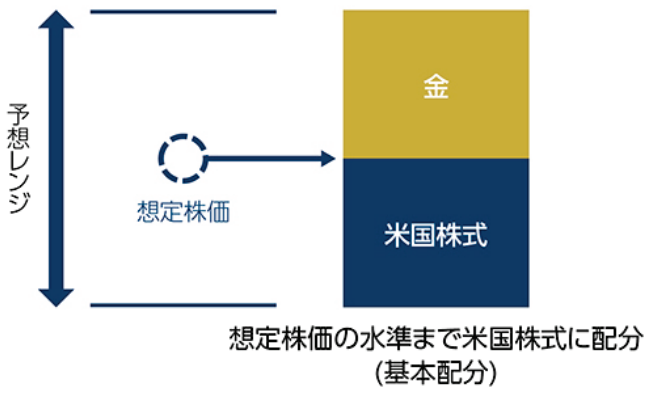 予想レンジ
想定株価
金
米国株式
想定株価の水準まで米国株式に配分
(基本配分)